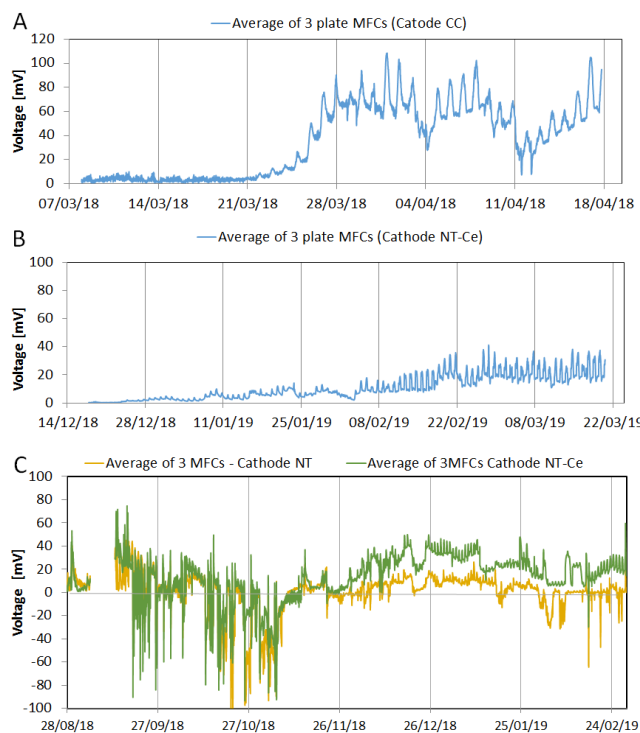 A
Average of 3 plate MFCs (Catode CC)
Voltage [mV]
120
100
80
60
40
20
0
07/03/18 14/03/18 21/03/18 28/03/18 04/04/18 11/04/18 18/04/18
B
Average of 3 plate MFCs (Cathode NT-Ce)
Voltage [mV]
100
80
60
40
20
0
14/12/18 28/12/18 11/01/19 25/01/19 08/02/19 22/02/19 08/03/19 22/03/19
C
Average of 3 MFCs - Cathode NT Average of 3MFCs Cathode NT-Ce
Voltage [mV]
100
80
60
40
20
0
-20
-40
-60
-80
-100
28/08/18 27/09/18 27/10/18 26/11/18 26/12/18 25/01/19 24/02/19